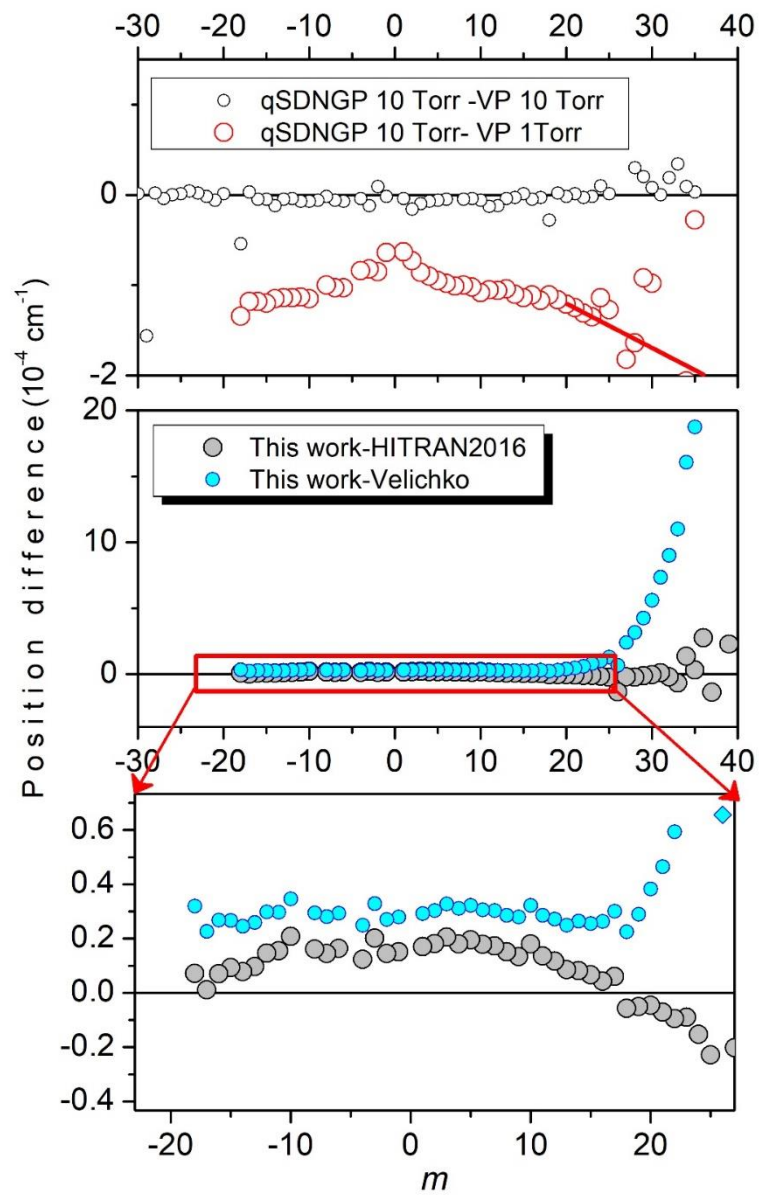 -30 -20 -10 0 10 20 30 40
qSDNGP 10 Torr -VP 10 Torr
qSDNGP 10 Torr- VP 1Torr
0
-2
20
This work-HITRAN2016
This work-Velichko
10
0
-30 -20 -10 0 10 20 30 40
Position difference (10⁻⁴ cm⁻¹)
0.6
0.4
0.2
0.0
-0.2
-0.4
-20 -10 0 10 20
m